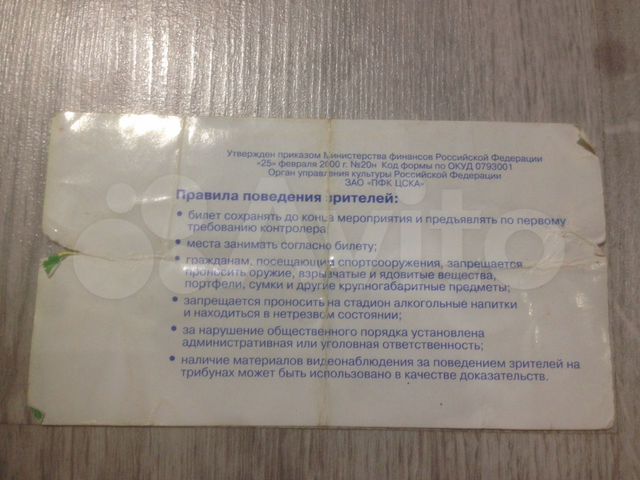 Утвержден приказом Министерства финансов Российской Федерации
«25» февраля 2000 г. №20н Код формы по ОКУД 0793001
Орган управления культуры Российской Федерации
ЗАО «ПФК ЦСКА»
Правила поведения зрителей:
• билет сохранять до конца мероприятия и предъявлять по первому
требованию контролера
• места занимать согласно билету;
• гражданам, посещающим спортсооружения, запрещается
проносить оружие, взрывчатые и ядовитые вещества,
портфели, сумки и другие крупногабаритные предметы;
• запрещается проносить на стадион алкогольные напитки
и находиться в нетрезвом состоянии;
• за нарушение общественного порядка установлена
административная или уголовная ответственность;
• наличие материалов видеонаблюдения за поведением зрителей на
трибунах может быть использовано в качестве доказательств.
Avito